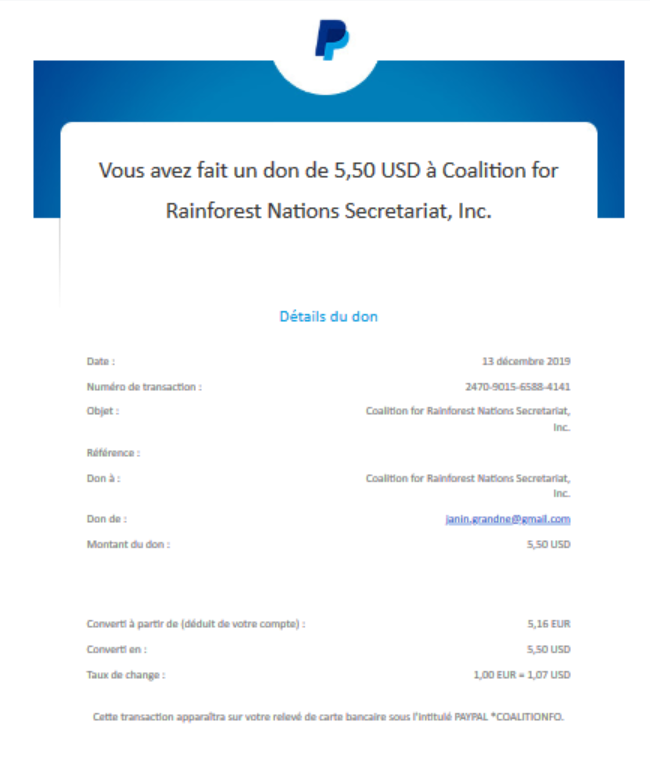 Vous avez fait un don de 5,50 USD à Coalition for
Rainforest Nations Secretariat, Inc.
Détails du don
Date : 13 décembre 2019
Numéro de transaction : 2470-9015-6588-4141
Objet : Coalition for Rainforest Nations Secretariat,
Inc.
Référence :
Don à : Coalition for Rainforest Nations Secretariat,
Inc.
Don de : janin.grandne@gmail.com
Montant du don : 5,50 USD
Converti à partir de (déduit de votre compte) : 5,16 EUR
Converti en : 5,50 USD
Taux de change : 1,00 EUR = 1,07 USD
Cette transaction apparaîtra sur votre relevé de carte bancaire sous l'intitulé PAYPAL *COALITIONFO.